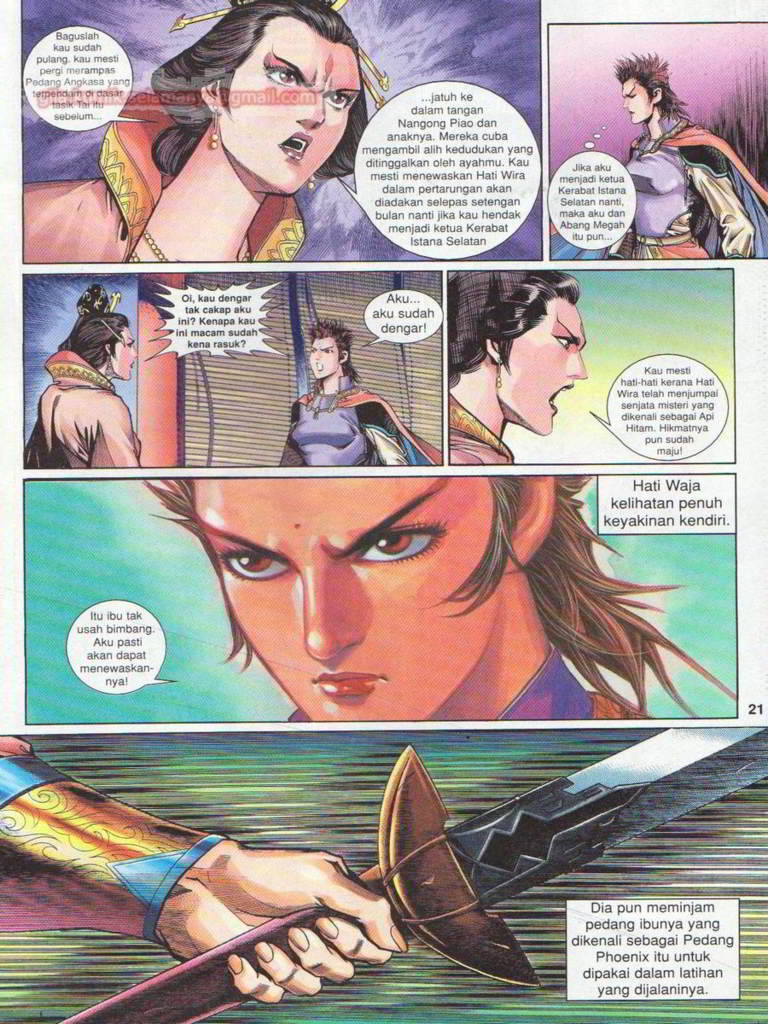 Baguslah
kau sudah
pulang. kau mesti
pergi merampas
Pedang Angkasa yang
terpendam di dasar
tasik Tai itu
sebelum...
...jatuh ke
dalam tangan
Nangong Piao dan
anaknya. Mereka cuba
mengambil alih kedudukan yang
ditinggalkan oleh ayahmu. Kau
mesti menewaskan Hati Wira
dalam pertarungan akan
diadakan selepas setengen
bulan nanti jika kau hendak
menjadi ketua Kerabat
Istana Selatan
Jika aku
menjadi ketua
Kerabat Istana
Selatan nanti,
maka aku dan
Abang Megah
itu pun...
Oi, kau dengar
tak cakap aku
ini? Kenapa kau
ini macam sudah
kena rasuk?
Aku...
aku sudah
dengar!
Kau mesti
hati-hati kerana Hati
Wira telah menjumpai
senjata misteri yang
dikenali sebagai Api
Hitam. Hikmatnya
pun sudah
maju!
Hati Waja
kelihatan penuh
keyakinan kendiri.
Itu ibu tak
usah bimbang.
Aku pasti
akan dapat
menewaskan-
nya!
21
Dia pun meminjam
pedang ibunya yang
dikenali sebagai Pedang
Phoenix itu untuk
dipakai dalam latihan
yang dijalaninya.